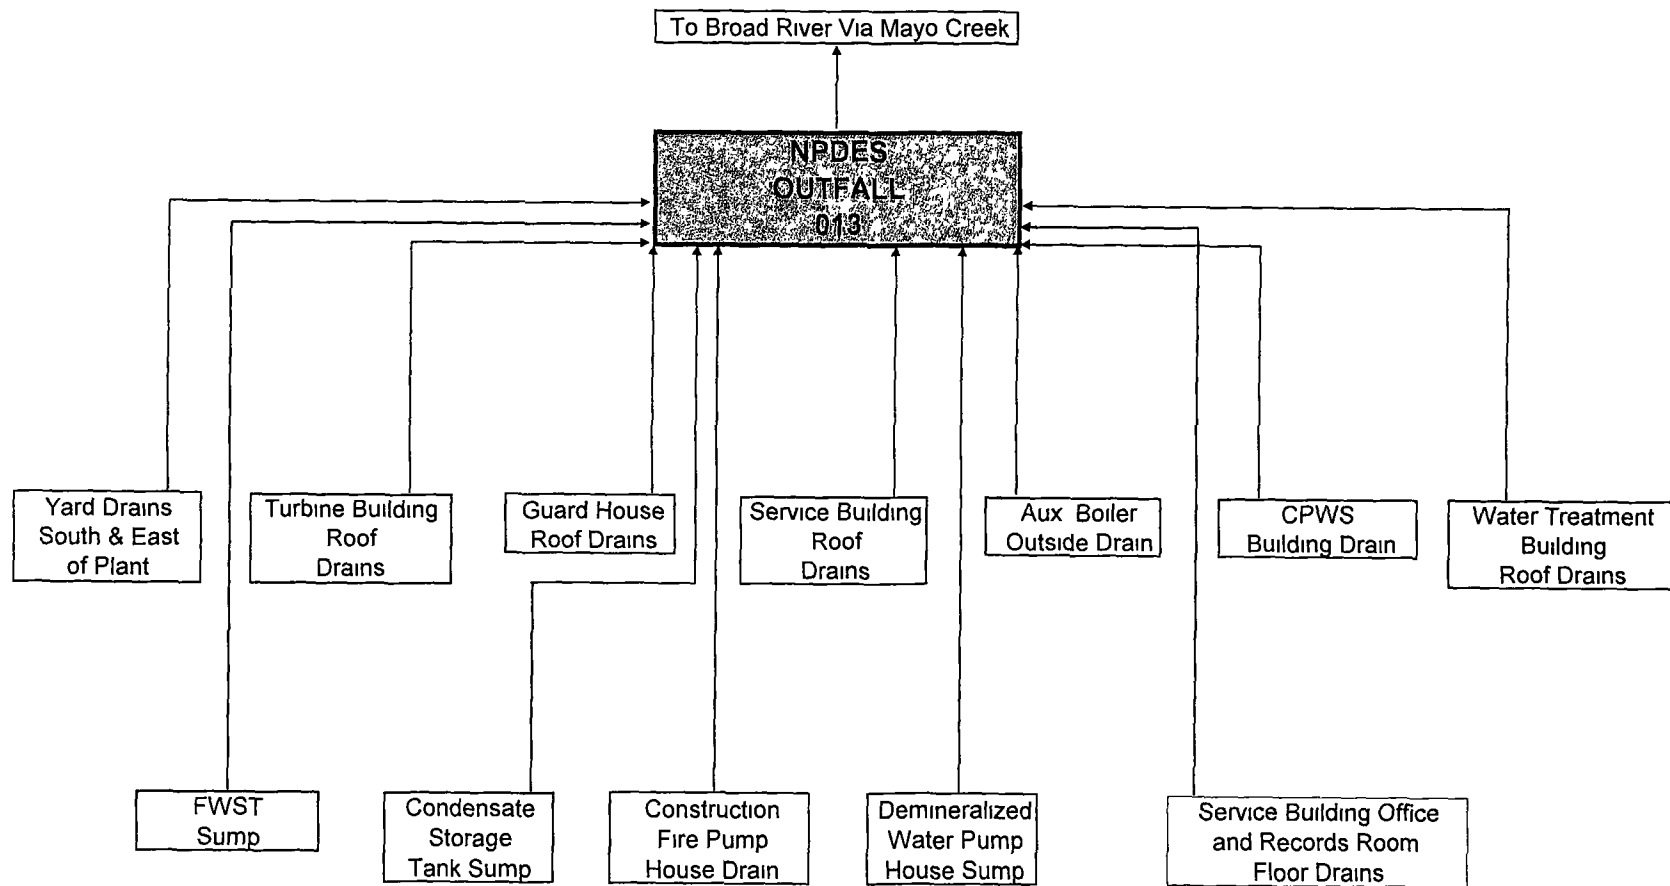 To Broad River Via Mayo Creek
NPDES
OUTFALL
013
Yard Drains
South & East
of Plant
Turbine Building
Roof
Drains
Guard House
Roof Drains
Service Building
Roof
Drains
Aux Boiler
Outside Drain
CPWS
Building Drain
Water Treatment
Building
Roof Drains
FWST
Sump
Condensate
Storage
Tank Sump
Construction
Fire Pump
House Drain
Demineralized
Water Pump
House Sump
Service Building Office
and Records Room
Floor Drains